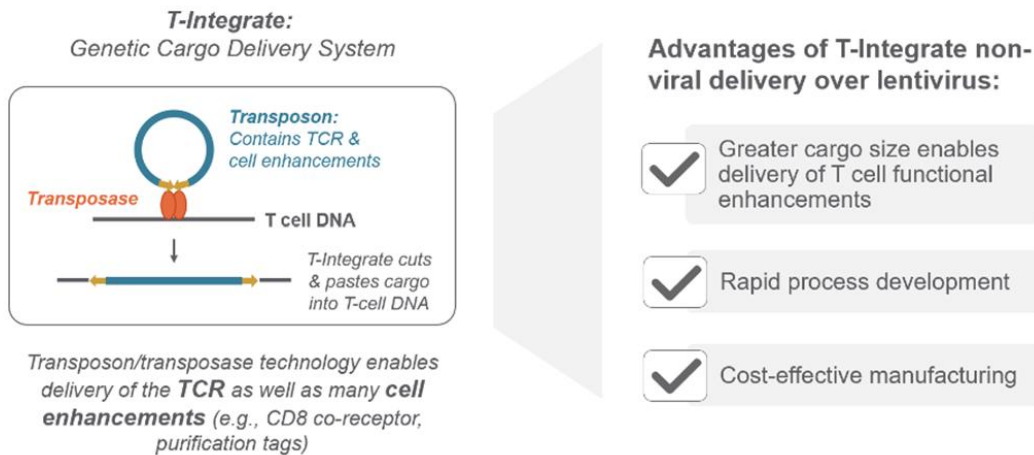 T-Integrate:
Genetic Cargo Delivery System
Transposon:
Contains TCR &
cell enhancements
Transposase
T cell DNA
T-Integrate cuts
& pastes cargo
into T-cell DNA
Transposon/transposase technology enables
delivery of the TCR as well as many cell
enhancements (e.g., CD8 co-receptor,
purification tags)
Advantages of T-Integrate non-
viral delivery over lentivirus:
Greater cargo size enables
delivery of T cell functional
enhancements
Rapid process development
Cost-effective manufacturing